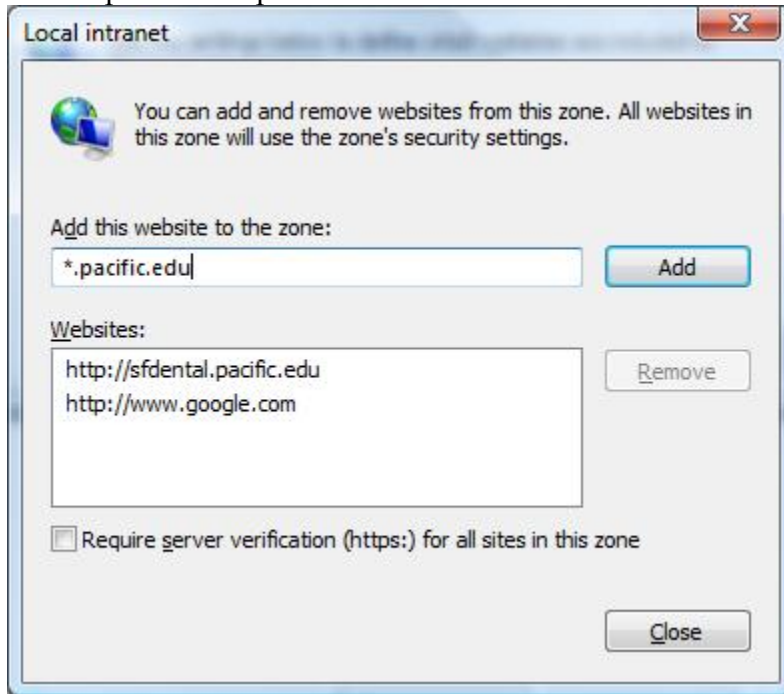 Local intranet
You can add and remove websites from this zone. All websites in
this zone will use the zone's security settings.
Add this website to the zone:
*.pacific.edu
Add
Websites:
http://sfdental.pacific.edu
http://www.google.com
Remove
Require server verification (https:) for all sites in this zone
Close